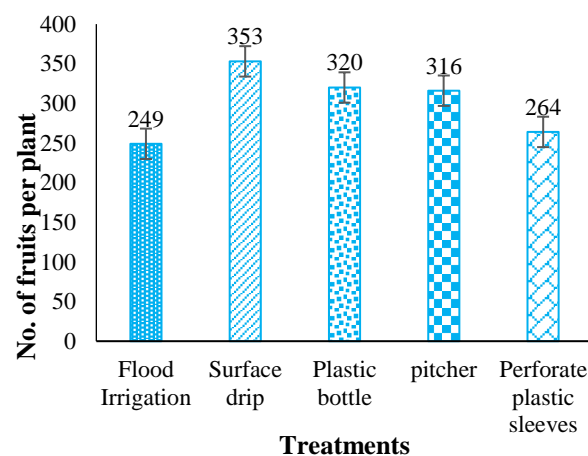 No. of fruits per plant
400
350
300
250
200
150
100
50
0
249
353
320
316
264
Flood
Irrigation
Surface
drip
Plastic
bottle
pitcher
Perforate
plastic
sleeves
Treatments